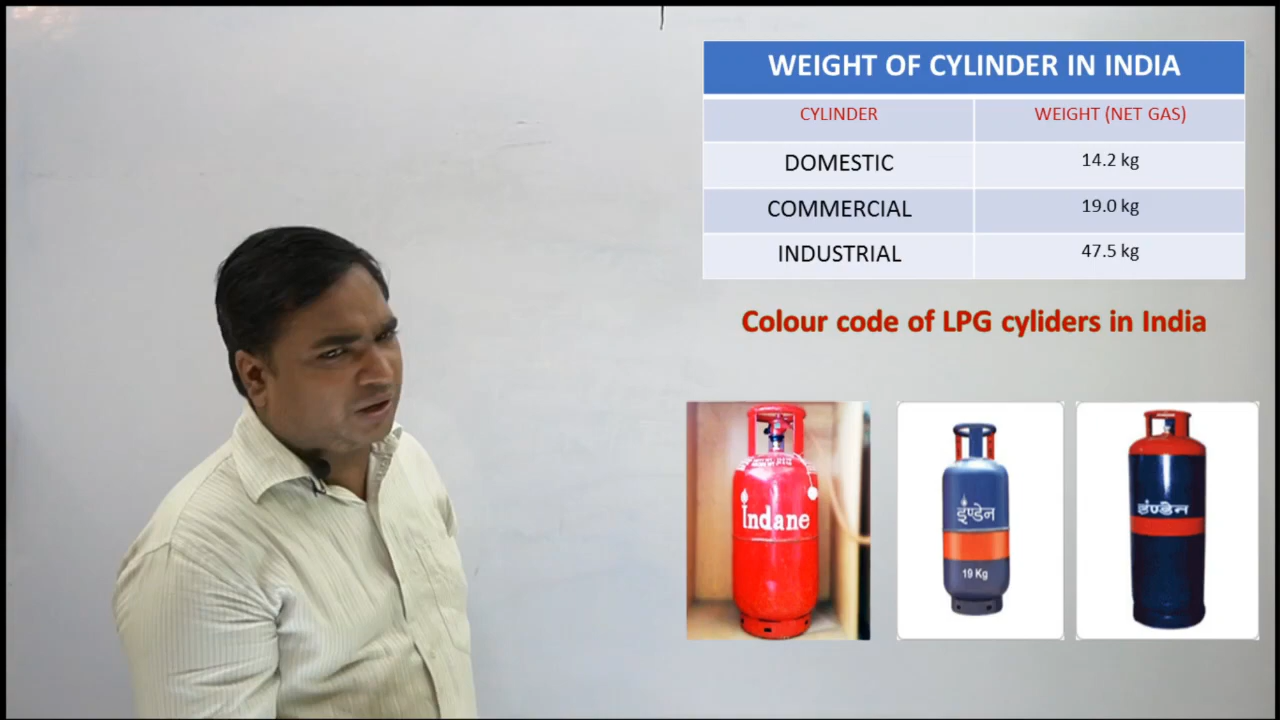 WEIGHT OF CYLINDER IN INDIA
CYLINDER WEIGHT (NET GAS)
DOMESTIC 14.2 kg
COMMERCIAL 19.0 kg
INDUSTRIAL 47.5 kg
Colour code of LPG cyliders in India
Indane
इण्डेन
19 Kg
इंण्डेन